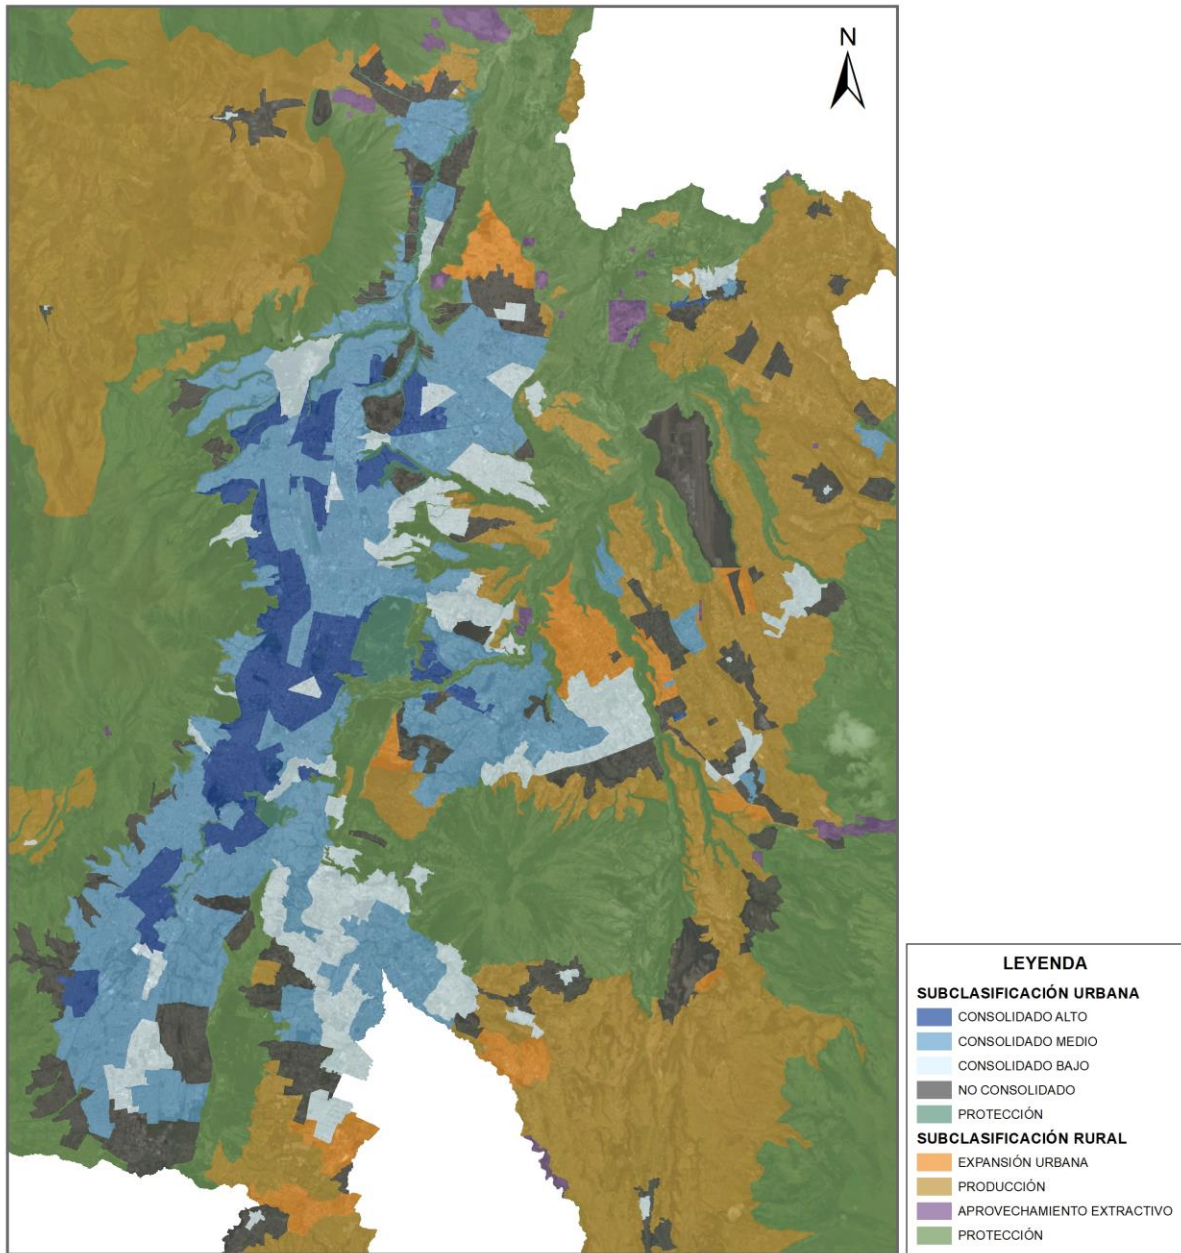 N
LEYENDA
SUBCLASIFICACIÓN URBANA
CONSOLIDADO ALTO
CONSOLIDADO MEDIO
CONSOLIDADO BAJO
NO CONSOLIDADO
PROTECCIÓN
SUBCLASIFICACIÓN RURAL
EXPANSIÓN URBANA
PRODUCCIÓN
APROVECHAMIENTO EXTRACTIVO
PROTECCIÓN